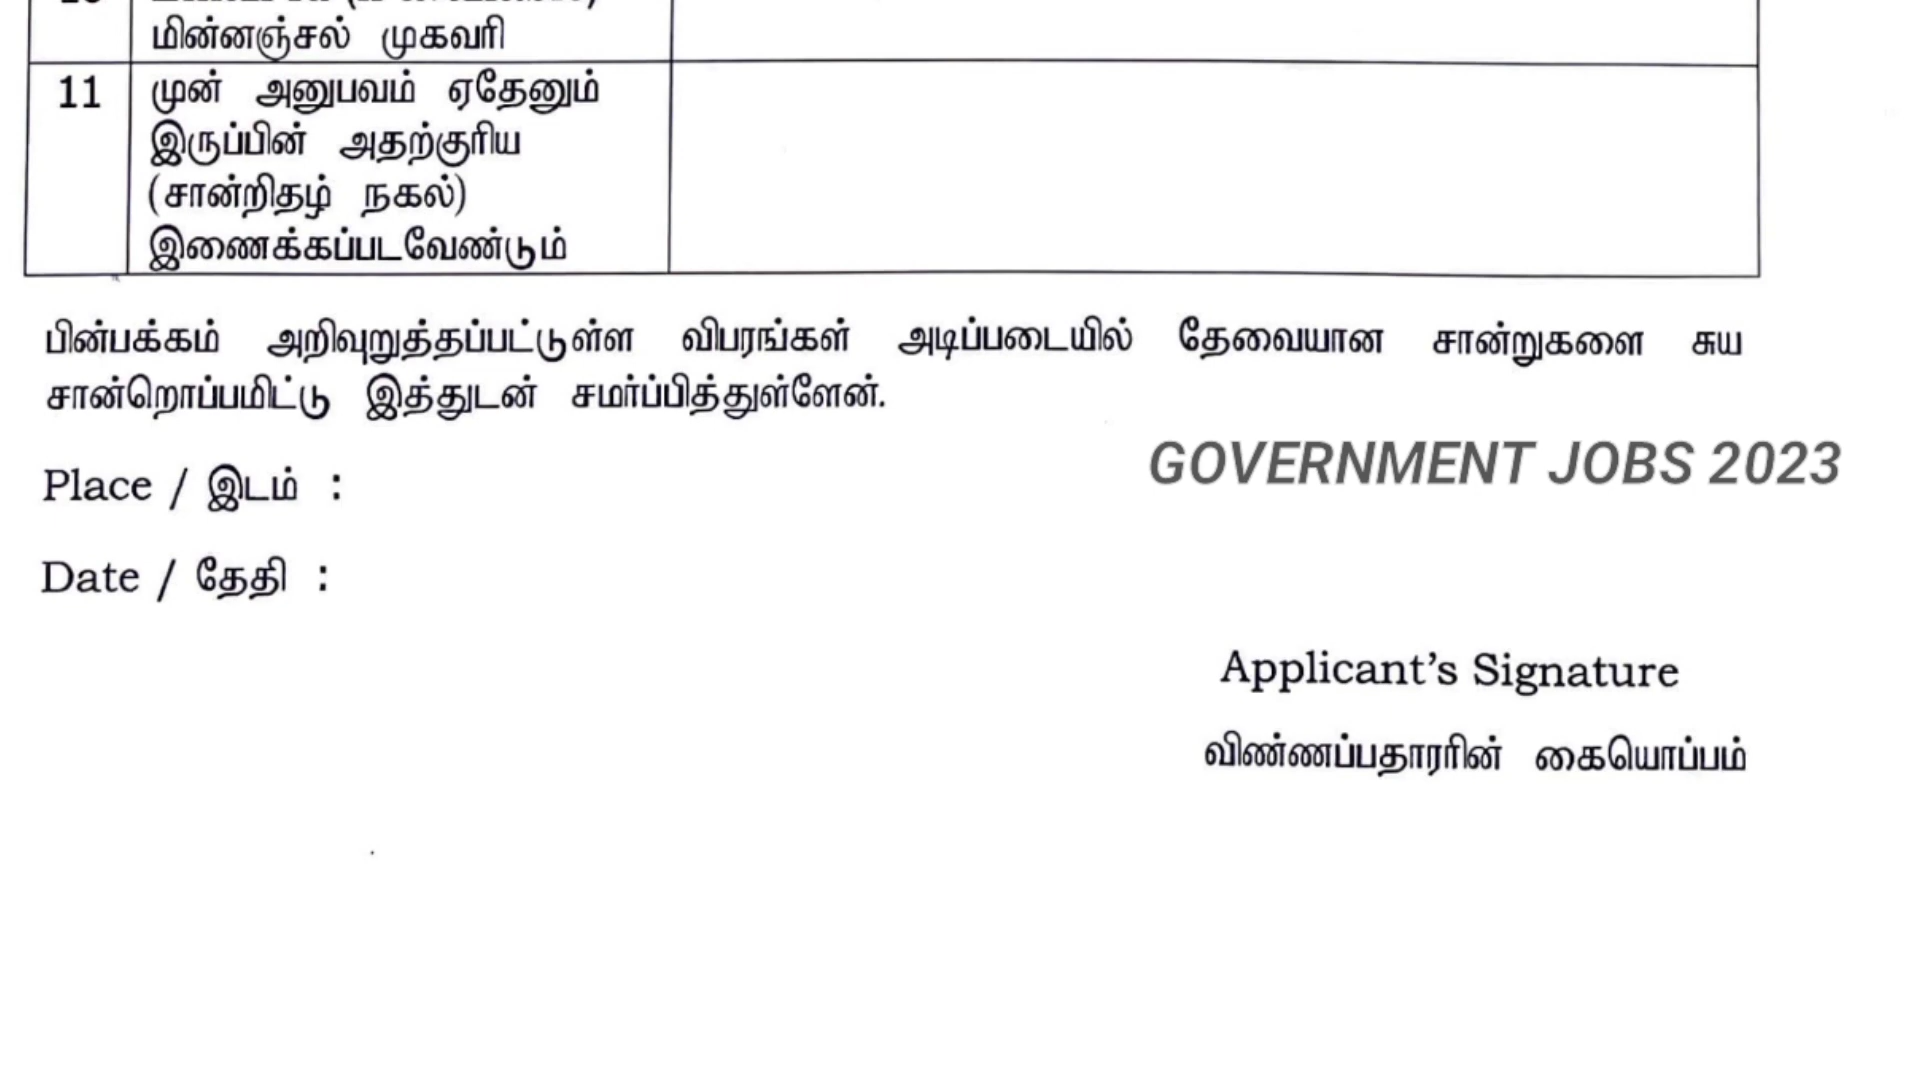 மின்னஞ்சல் முகவரி
11 முன் அனுபவம் ஏதேனும்
இருப்பின் அதற்குரிய
(சான்றிதழ் நகல்)
இணைக்கப்படவேண்டும்
பின்பக்கம் அறிவுறுத்தப்பட்டுள்ள விபரங்கள் அடிப்படையில் தேவையான சான்றுகளை சுய
சான்றொப்பமிட்டு இத்துடன் சமர்ப்பித்துள்ளேன்.
GOVERNMENT JOBS 2023
Place / இடம் :
Date / தேதி :
Applicant’s Signature
விண்ணப்பதாரரின் கையொப்பம்